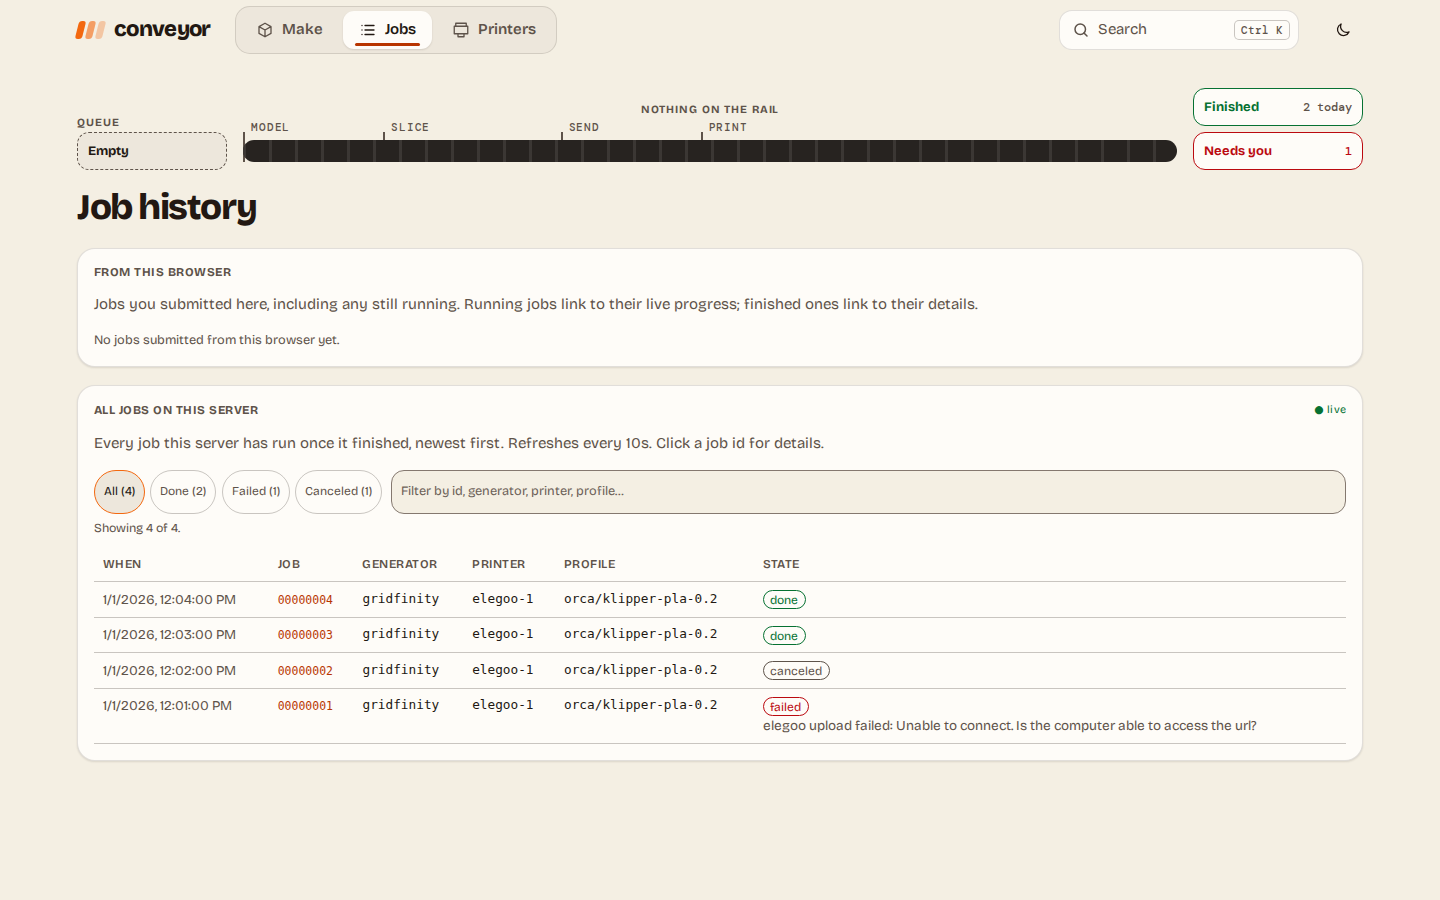 conveyor
Make
Jobs
Printers
Search
Ctrl K
QUEUE
Empty
NOTHING ON THE RAIL
MODEL
SLICE
SEND
PRINT
Finished 2 today
Needs you 1
Job history
FROM THIS BROWSER
Jobs you submitted here, including any still running. Running jobs link to their live progress; finished ones link to their details.
No jobs submitted from this browser yet.
ALL JOBS ON THIS SERVER
live
Every job this server has run once it finished, newest first. Refreshes every 10s. Click a job id for details.
All (4) Done (2) Failed (1) Canceled (1) Filter by id, generator, printer, profile...
Showing 4 of 4.
WHEN JOB GENERATOR PRINTER PROFILE STATE
1/1/2026, 12:04:00 PM 00000004 gridfinity elegoo-1 orca/klipper-pla-0.2 done
1/1/2026, 12:03:00 PM 00000003 gridfinity elegoo-1 orca/klipper-pla-0.2 done
1/1/2026, 12:02:00 PM 00000002 gridfinity elegoo-1 orca/klipper-pla-0.2 canceled
1/1/2026, 12:01:00 PM 00000001 gridfinity elegoo-1 orca/klipper-pla-0.2 failed
elegoo upload failed: Unable to connect. Is the computer able to access the url?